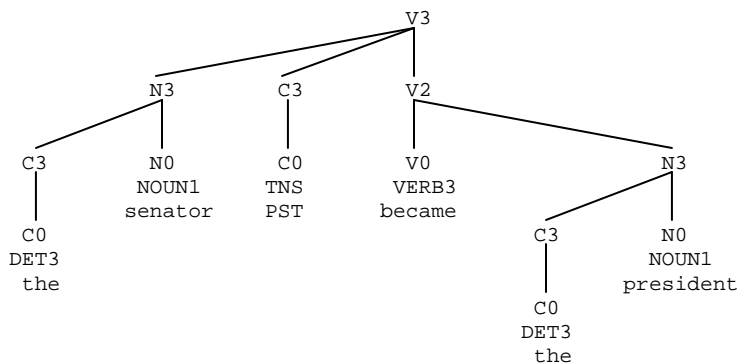 V3
N3 C3 V2
C3 N0 C0 V0 N3
NOUN1 TNS VERB3
senator PST became
C0 C3 N0
DET3 NOUN1
the president
C0
DET3
the